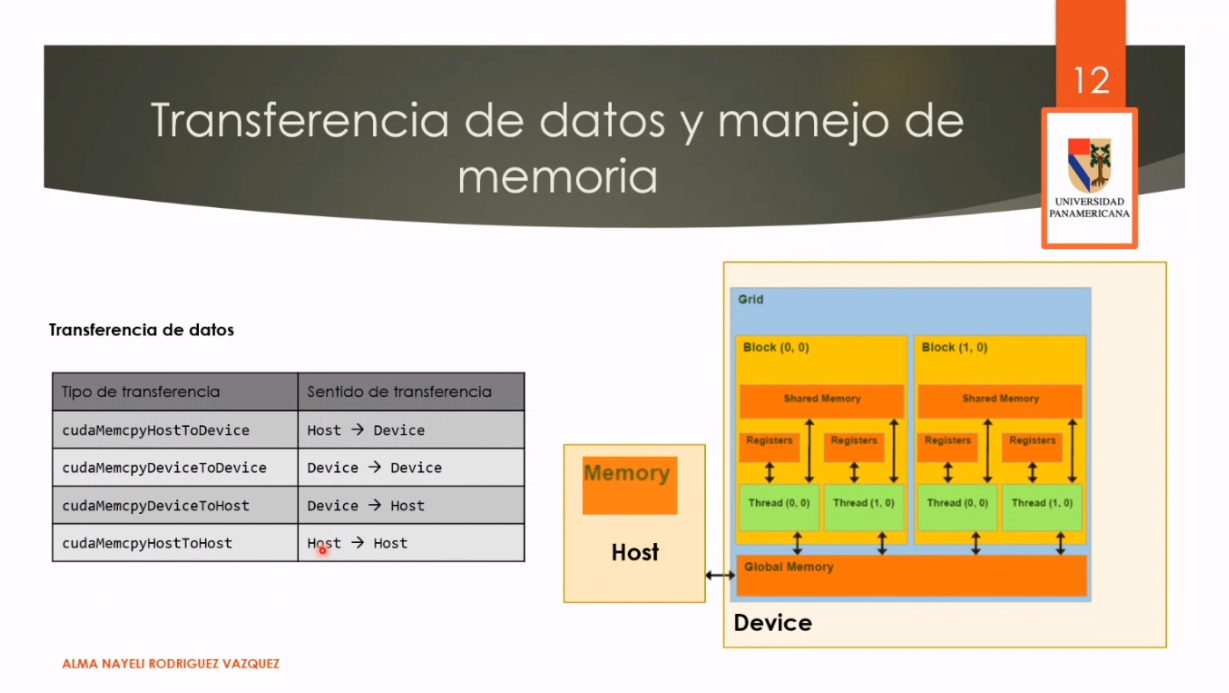 12
Transferencia de datos y manejo de
memoria
UNIVERSIDAD
PANAMERICANA
Transferencia de datos
Tipo de transferencia Sentido de transferencia
cudaMemcpyHostToDevice Host → Device
cudaMemcpyDeviceToDevice Device → Device
cudaMemcpyDeviceToHost Device → Host
cudaMemcpyHostToHost Host → Host
Memory
Host
Grid
Block (0, 0) Block (1, 0)
Shared Memory Shared Memory
Registers Registers Registers Registers
Thread (0, 0) Thread (1, 0) Thread (0, 0) Thread (1, 0)
Global Memory
Device
ALMA NAYELI RODRIGUEZ VAZQUEZ